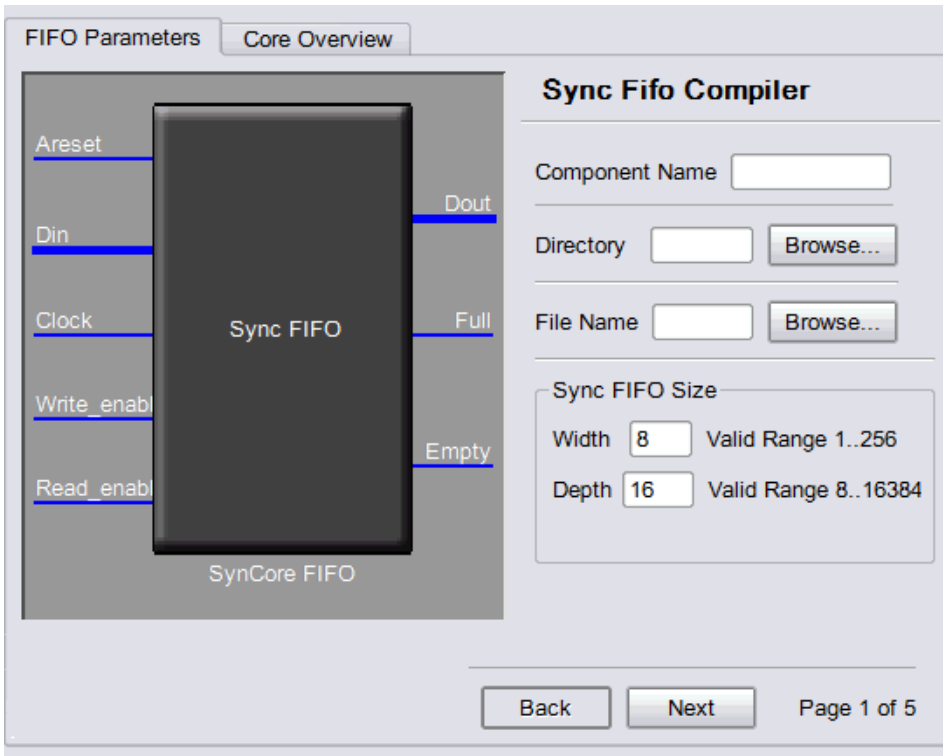 FIFO Parameters
Core Overview
Areset
Din
Clock
Write_enabl
Read_enabl
Sync FIFO
Dout
Full
Empty
SynCore FIFO
Sync Fifo Compiler
Component Name
Directory
Browse...
File Name
Browse...
Sync FIFO Size
Width 8 Valid Range 1..256
Depth 16 Valid Range 8..16384
Back
Next
Page 1 of 5